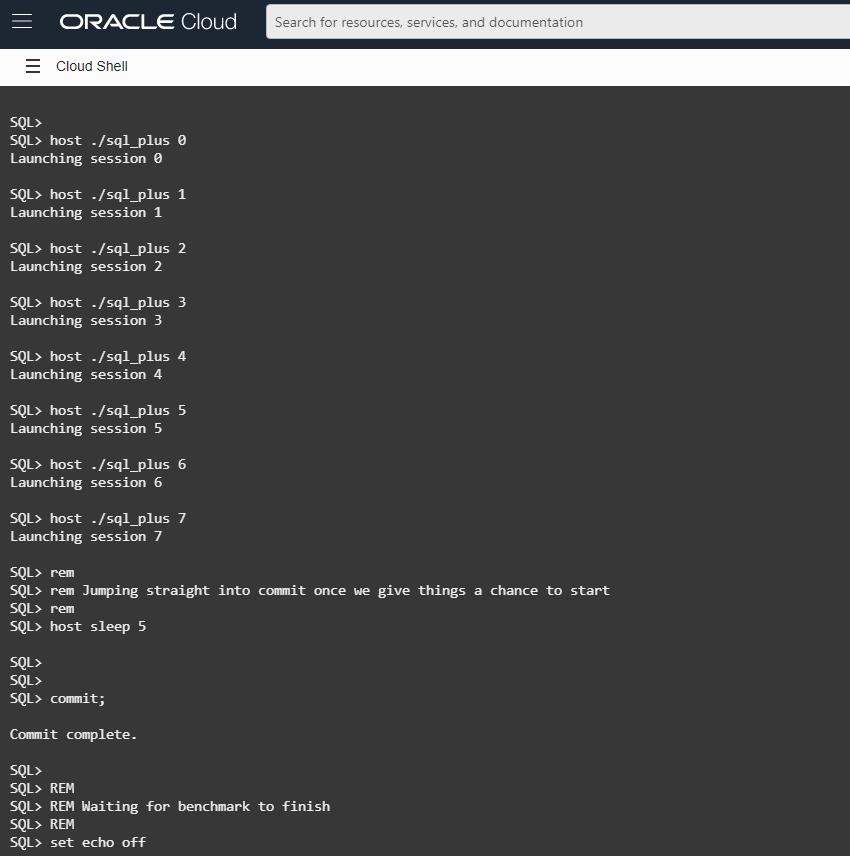 ORACLE Cloud
Search for resources, services, and documentation
Cloud Shell
SQL>
SQL> host ./sql_plus 0
Launching session 0
SQL> host ./sql_plus 1
Launching session 1
SQL> host ./sql_plus 2
Launching session 2
SQL> host ./sql_plus 3
Launching session 3
SQL> host ./sql_plus 4
Launching session 4
SQL> host ./sql_plus 5
Launching session 5
SQL> host ./sql_plus 6
Launching session 6
SQL> host ./sql_plus 7
Launching session 7
SQL> rem
SQL> rem Jumping straight into commit once we give things a chance to start
SQL> rem
SQL> host sleep 5
SQL>
SQL>
SQL> commit;
Commit complete.
SQL>
SQL> REM
SQL> REM Waiting for benchmark to finish
SQL> REM
SQL> set echo off